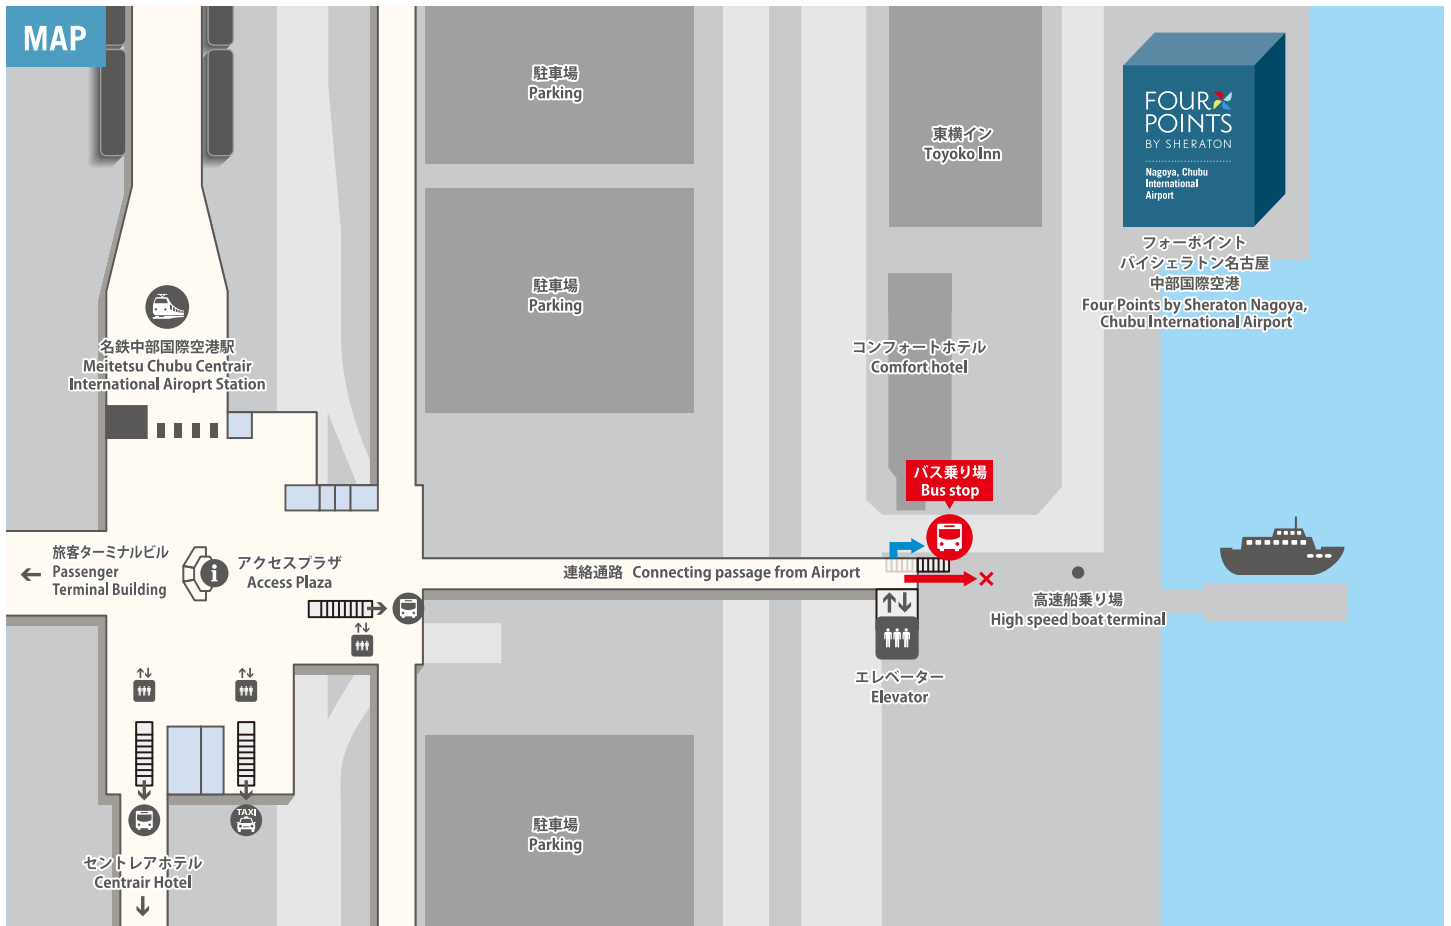 MAP
駐車場
Parking
東横イン
Toyoko Inn
FOUR
POINTS
BY SHERATON
Nagoya, Chubu
International
Airport
フォーポイント
バイシェラトン名古屋
中部国際空港
Four Points by Sheraton Nagoya,
Chubu International Airport
駐車場
Parking
名鉄中部国際空港駅
Meitetsu Chubu Centrair
International Airoprt Station
コンフォートホテル
Comfort hotel
バス乗り場
Bus stop
旅客ターミナルビル
Passenger
Terminal Building
i
アクセスプラザ
Access Plaza
連絡通路 Connecting passage from Airport
高速船乗り場
High speed boat terminal
エレベーター
Elevator
TAXI
駐車場
Parking
セントレアホテル
Centrair Hotel